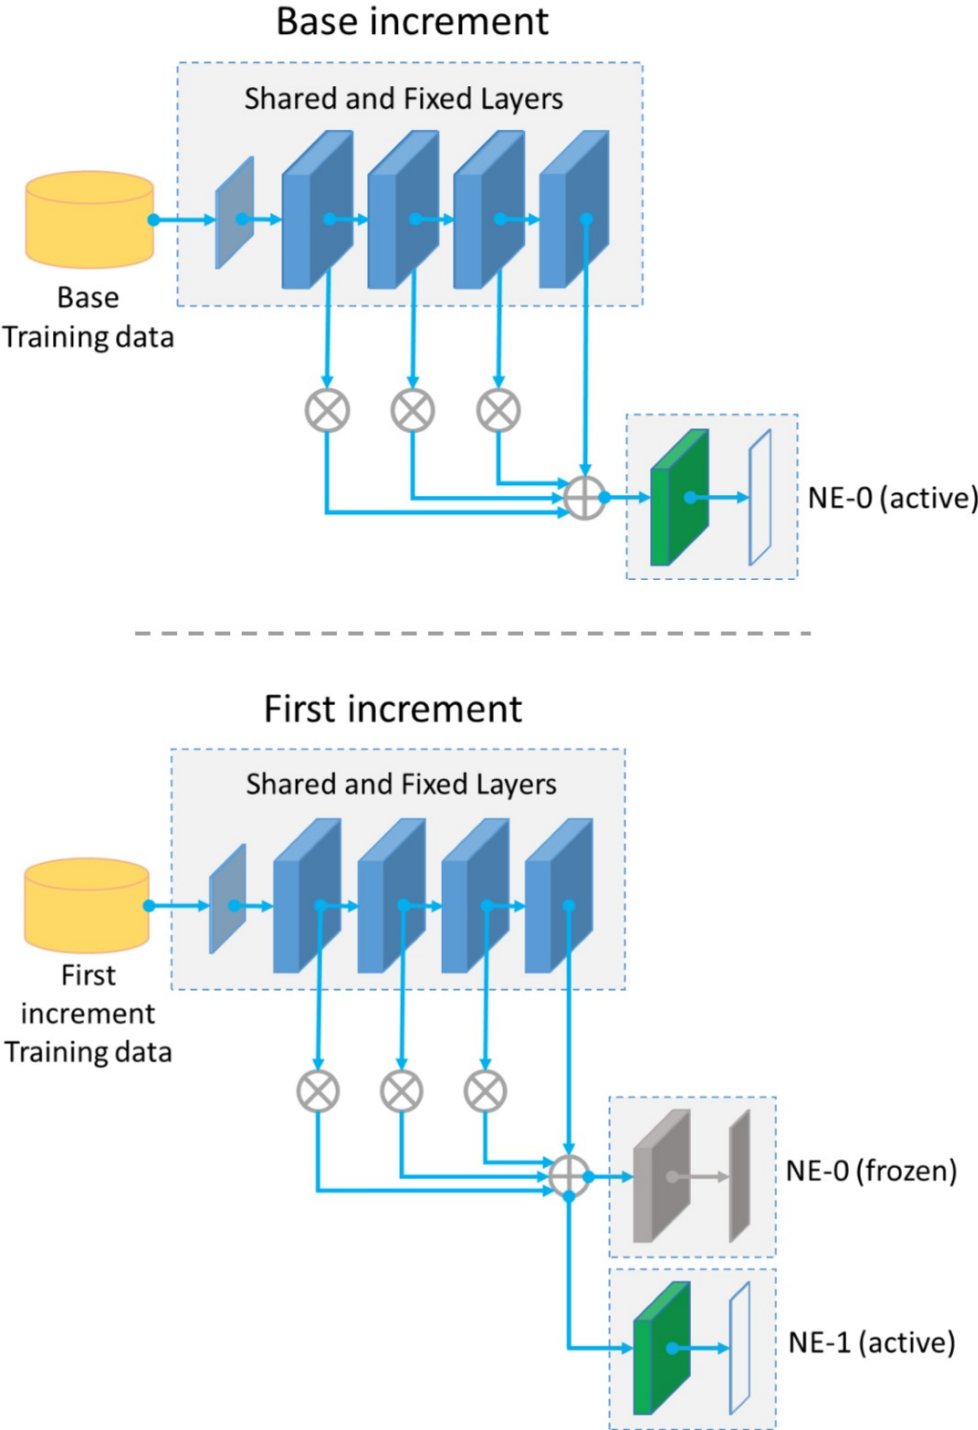 Base increment
Shared and Fixed Layers
Base
Training data
NE-0 (active)
First increment
Shared and Fixed Layers
First
increment
Training data
NE-0 (frozen)
NE-1 (active)